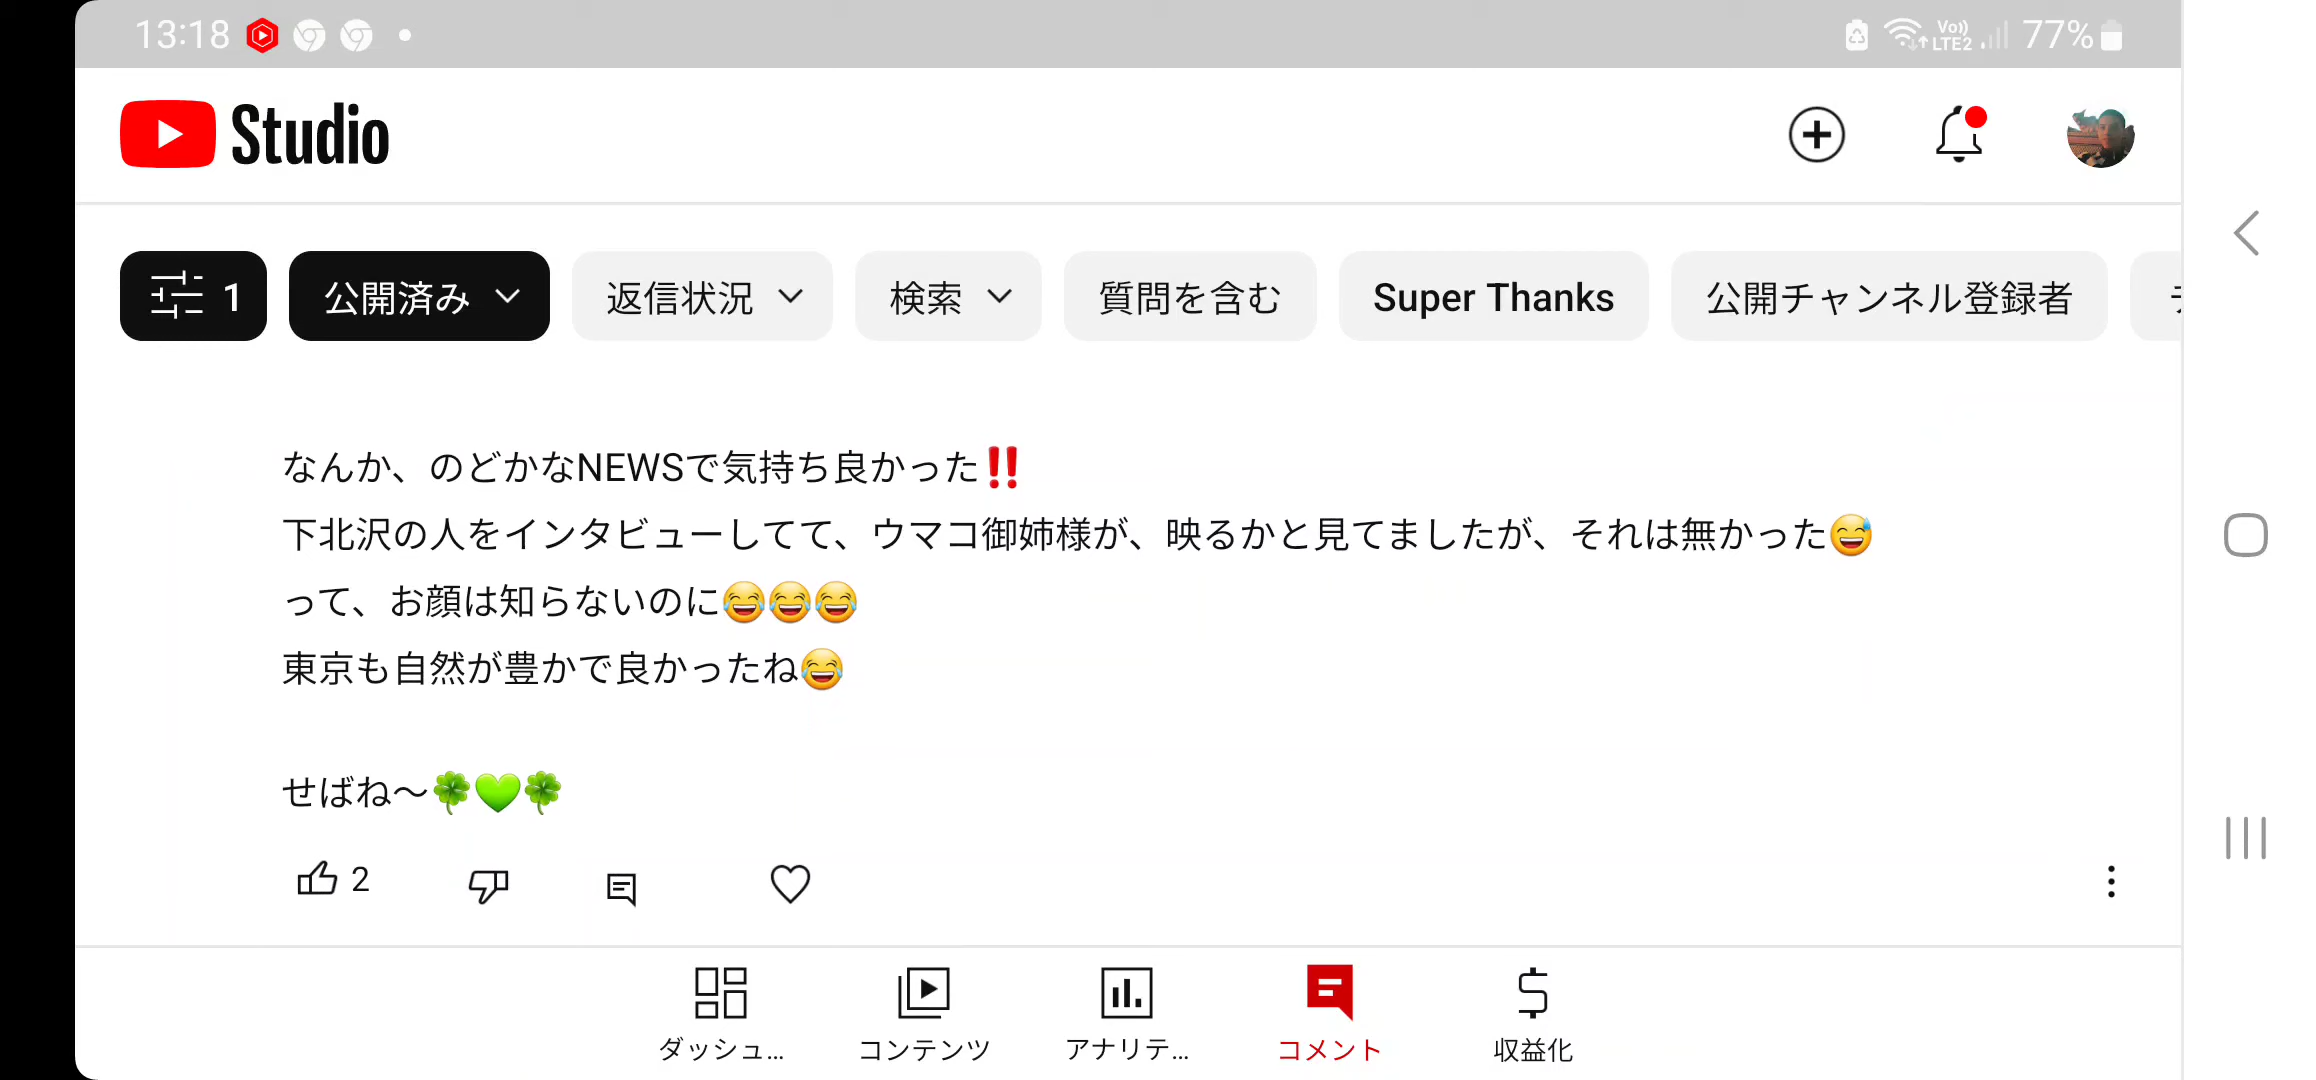 13:18
Vo))
LTE2
77%
Studio
1
公開済み
返信状況
検索
質問を含む
Super Thanks
公開チャンネル登録者
なんか、のどかなNEWSで気持ち良かった‼️
下北沢の人をインタビューしてて、ウマコ御姉様が、映るかと見てましたが、それは無かった😅
って、お顔は知らないのに😂😂😂
東京も自然が豊かで良かったね😂
せばね〜🍀💚🍀
2
ダッシュ...
コンテンツ
アナリテ...
コメント
収益化